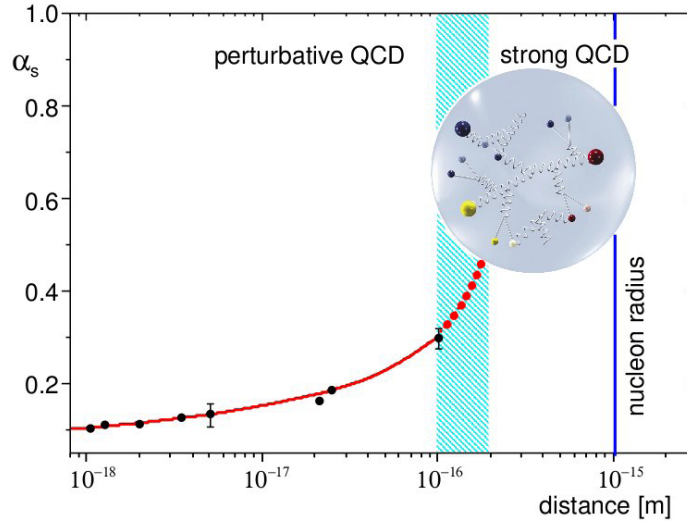 1.0
perturbative QCD
strong QCD
αs
0.8
0.6
0.4
0.2
nucleon radius
10⁻¹⁸
10⁻¹⁷
10⁻¹⁶
10⁻¹⁵
distance [m]